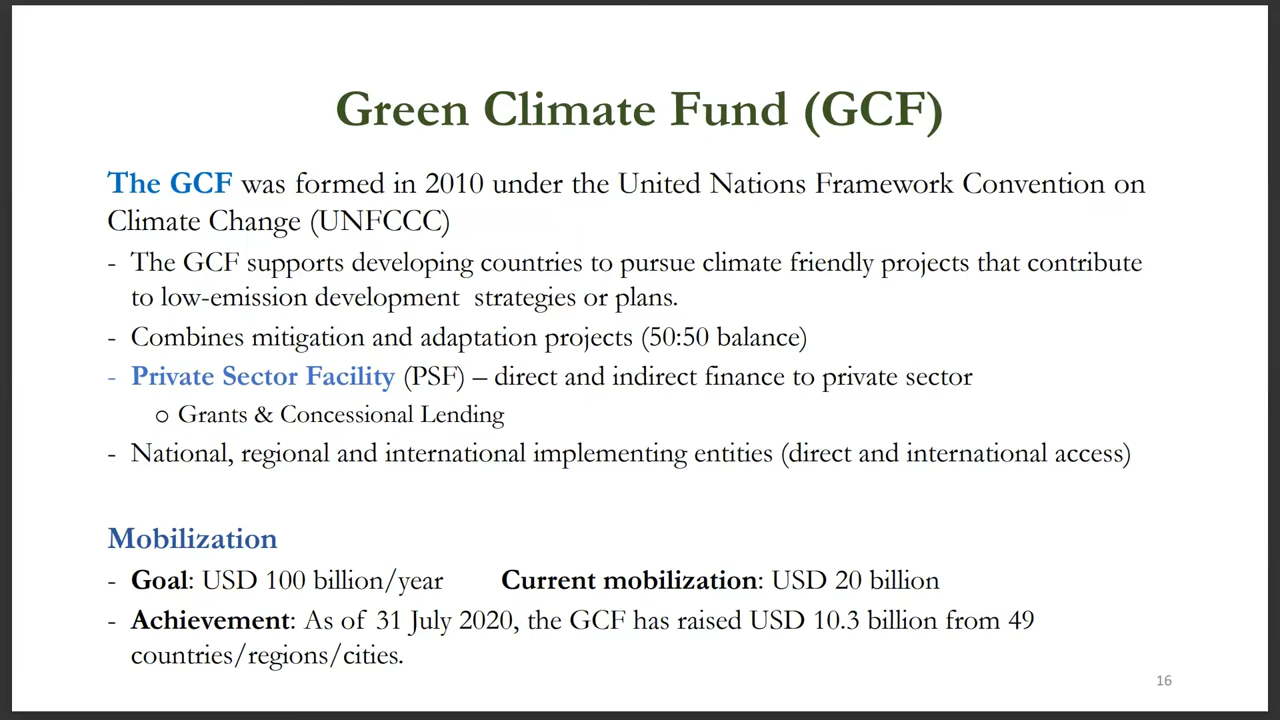 Green Climate Fund (GCF)
The GCF was formed in 2010 under the United Nations Framework Convention on
Climate Change (UNFCCC)
- The GCF supports developing countries to pursue climate friendly projects that contribute
to low-emission development  strategies or plans.
- Combines mitigation and adaptation projects (50:50 balance)
- Private Sector Facility (PSF) – direct and indirect finance to private sector
o Grants & Concessional Lending
- National, regional and international implementing entities (direct and international access)
Mobilization
- Goal: USD 100 billion/year Current mobilization: USD 20 billion
- Achievement: As of 31 July 2020, the GCF has raised USD 10.3 billion from 49
countries/regions/cities.
16